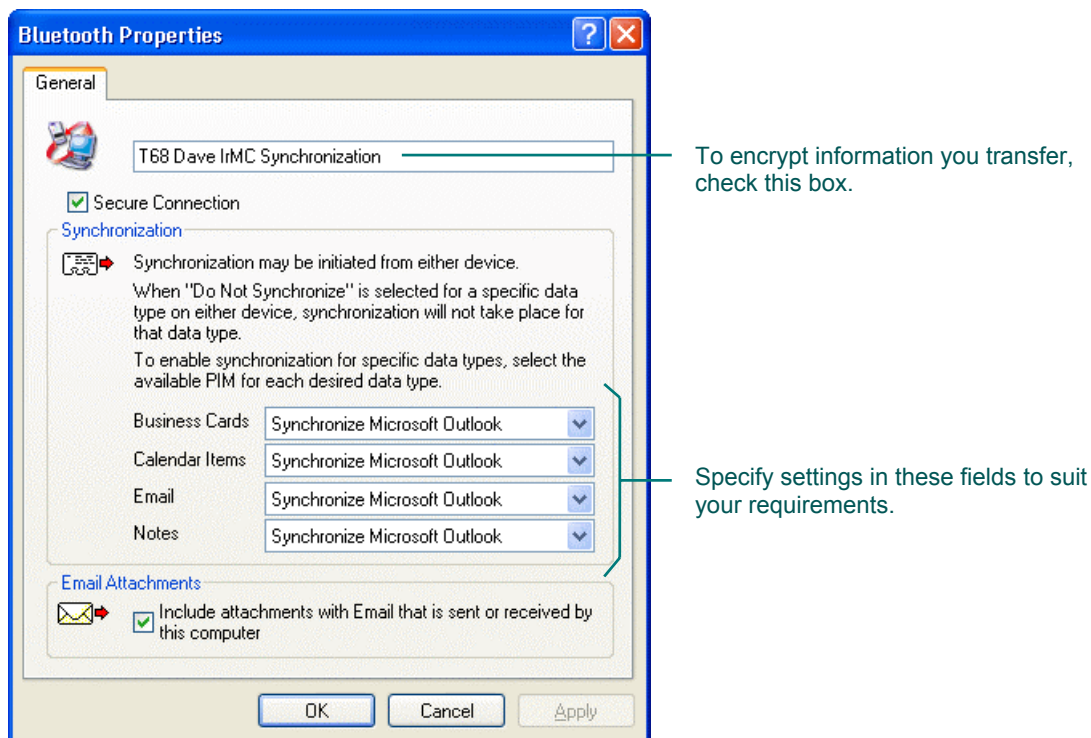 Bluetooth Properties
General
T68 Dave IrMC Synchronization
To encrypt information you transfer,
check this box.
Secure Connection
Synchronization
Synchronization may be initiated from either device.
When "Do Not Synchronize" is selected for a specific data
type on either device, synchronization will not take place for
that data type.
To enable synchronization for specific data types, select the
available PIM for each desired data type.
Business Cards Synchronize Microsoft Outlook
Calendar Items Synchronize Microsoft Outlook
Email Synchronize Microsoft Outlook
Notes Synchronize Microsoft Outlook
Specify settings in these fields to suit
your requirements.
Email Attachments
Include attachments with Email that is sent or received by
this computer
OK Cancel Apply